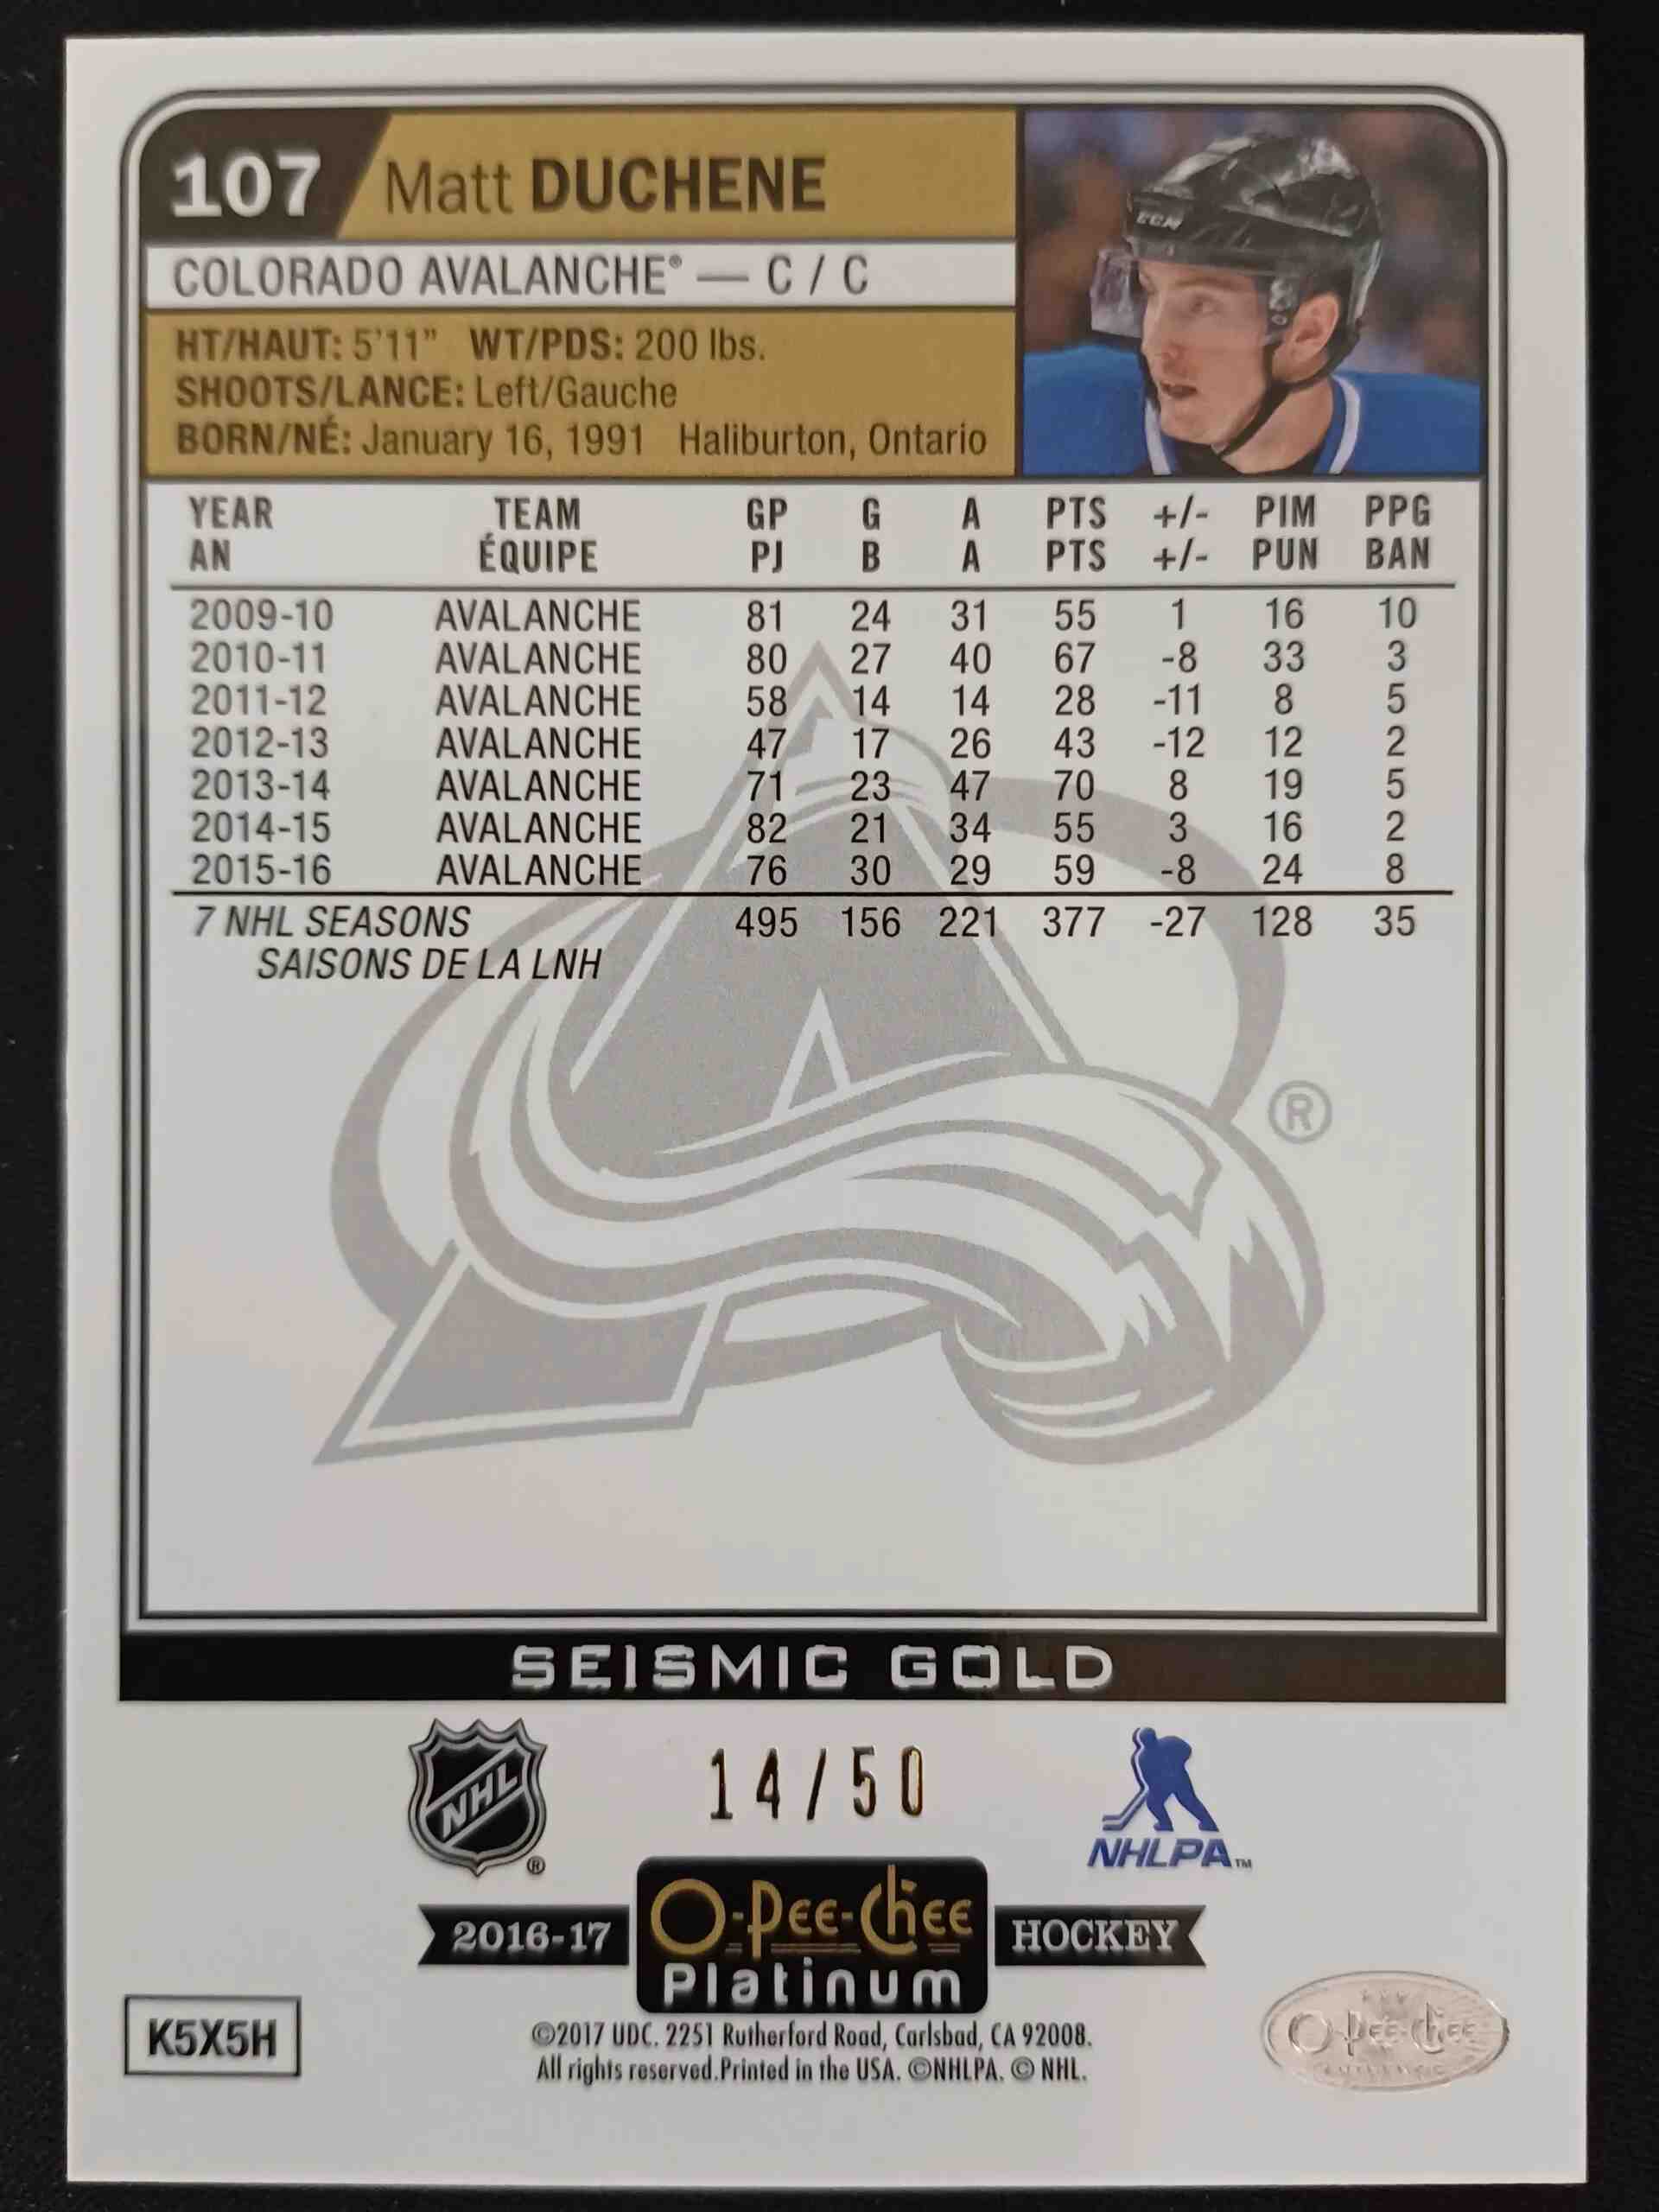 107 Matt DUCHENE
COLORADO AVALANCHE® — C / C
HT/HAUT: 5'11" WT/PDS: 200 lbs.
SHOOTS/LANCE: Left/Gauche
BORN/NÉ: January 16, 1991 Haliburton, Ontario
CCM
YEAR TEAM GP G A PTS +/- PIM PPG
AN ÉQUIPE PJ B A PTS +/- PUN BAN
2009-10 AVALANCHE 81 24 31 55 1 16 10
2010-11 AVALANCHE 80 27 40 67 -8 33 3
2011-12 AVALANCHE 58 14 14 28 -11 8 5
2012-13 AVALANCHE 47 17 26 43 -12 12 2
2013-14 AVALANCHE 71 23 47 70 8 19 5
2014-15 AVALANCHE 82 21 34 55 3 16 2
2015-16 AVALANCHE 76 30 29 59 -8 24 8
7 NHL SEASONS 495 156 221 377 -27 128 35
SAISONS DE LA LNH
®
SEISMIC GOLD
NHL®
14/50
NHLPA™
2016-17 O-Pee-Chee HOCKEY
Platinum
K5X5H
©2017 UDC. 2251 Rutherford Road, Carlsbad, CA 92008.
All rights reserved.Printed in the USA. ©NHLPA. © NHL.
O-Pee-Chee